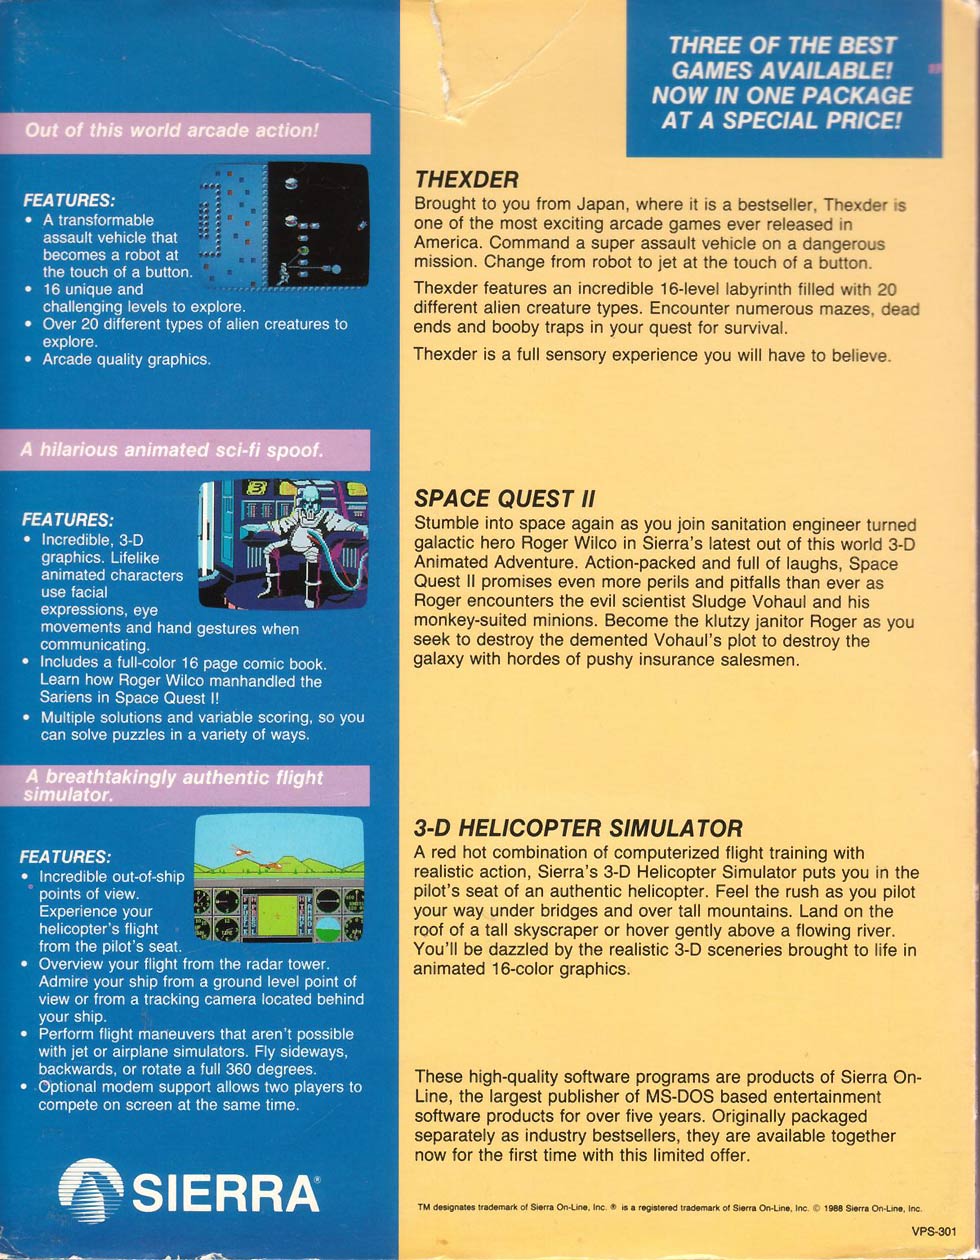 THREE OF THE BEST
GAMES AVAILABLE!
NOW IN ONE PACKAGE
AT A SPECIAL PRICE!
Out of this world arcade action!
FEATURES:
• A transformable
assault vehicle that
becomes a robot at
the touch of a button.
• 16 unique and
challenging levels to explore.
• Over 20 different types of alien creatures to
explore.
• Arcade quality graphics.
THEXDER
Brought to you from Japan, where it is a bestseller, Thexder is
one of the most exciting arcade games ever released in
America. Command a super assault vehicle on a dangerous
mission. Change from robot to jet at the touch of a button.
Thexder features an incredible 16-level labyrinth filled with 20
different alien creature types. Encounter numerous mazes, dead
ends and booby traps in your quest for survival.
Thexder is a full sensory experience you will have to believe.
A hilarious animated sci-fi spoof.
FEATURES:
• Incredible, 3-D
graphics. Lifelike
animated characters
use facial
expressions, eye
movements and hand gestures when
communicating.
• Includes a full-color 16 page comic book.
Learn how Roger Wilco manhandled the
Sariens in Space Quest I!
• Multiple solutions and variable scoring, so you
can solve puzzles in a variety of ways.
SPACE QUEST II
Stumble into space again as you join sanitation engineer turned
galactic hero Roger Wilco in Sierra's latest out of this world 3-D
Animated Adventure. Action-packed and full of laughs, Space
Quest II promises even more perils and pitfalls than ever as
Roger encounters the evil scientist Sludge Vohaul and his
monkey-suited minions. Become the klutzy janitor Roger as you
seek to destroy the demented Vohaul's plot to destroy the
galaxy with hordes of pushy insurance salesmen.
A breathtakingly authentic flight
simulator.
FEATURES:
• Incredible out-of-ship
points of view.
Experience your
helicopter's flight
from the pilot's seat.
• Overview your flight from the radar tower.
Admire your ship from a ground level point of
view or from a tracking camera located behind
your ship.
• Perform flight maneuvers that aren't possible
with jet or airplane simulators. Fly sideways,
backwards, or rotate a full 360 degrees.
• Optional modem support allows two players to
compete on screen at the same time.
3-D HELICOPTER SIMULATOR
A red hot combination of computerized flight training with
realistic action, Sierra's 3-D Helicopter Simulator puts you in the
pilot's seat of an authentic helicopter. Feel the rush as you pilot
your way under bridges and over tall mountains. Land on the
roof of a tall skyscraper or hover gently above a flowing river.
You'll be dazzled by the realistic 3-D sceneries brought to life in
animated 16-color graphics.
These high-quality software programs are products of Sierra On-
Line, the largest publisher of MS-DOS based entertainment
software products for over five years. Originally packaged
separately as industry bestsellers, they are available together
now for the first time with this limited offer.
SIERRA®
TM designates trademark of Sierra On-Line, Inc. ® is a registered trademark of Sierra On-Line, Inc. © 1988 Sierra On-Line, Inc.
VPS-301